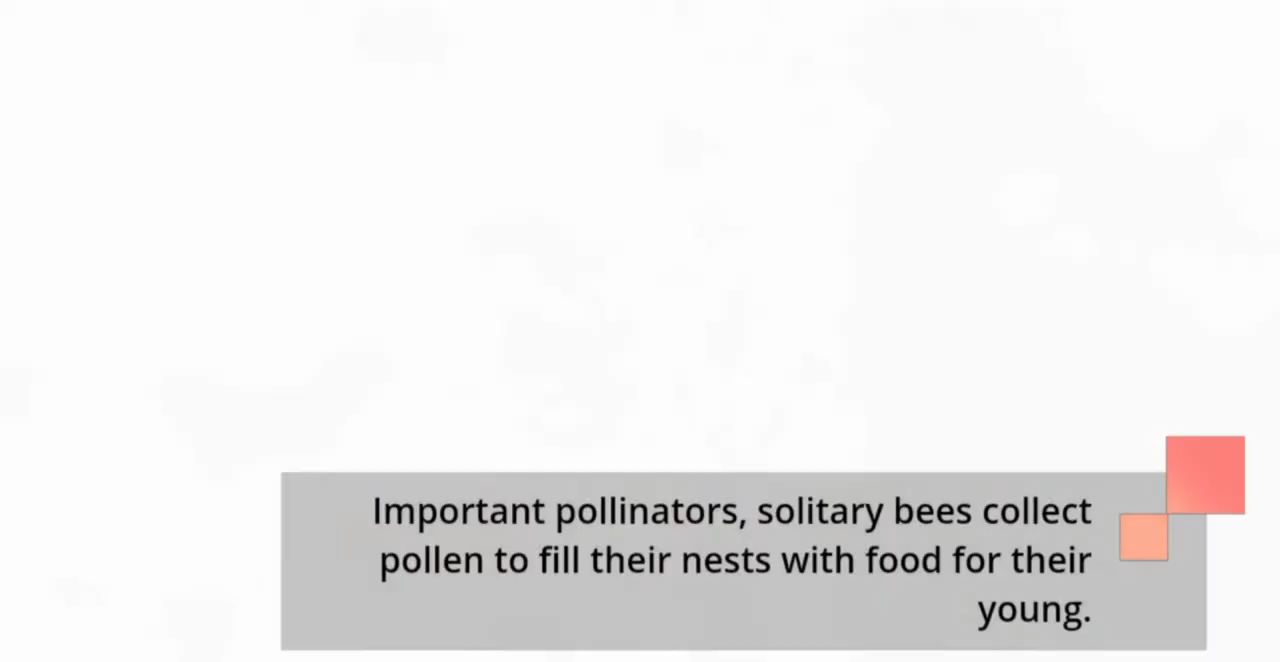 Important pollinators, solitary bees collect
pollen to fill their nests with food for their
young.